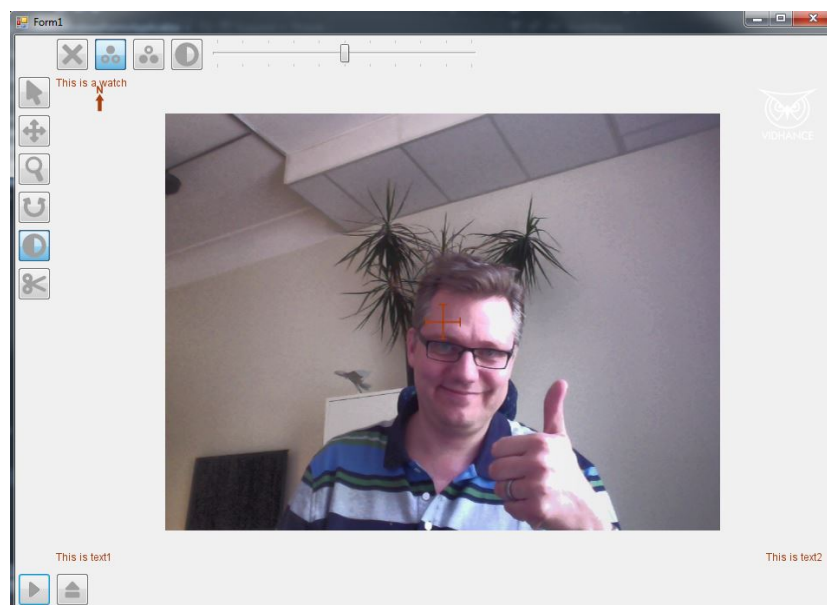 Form1
This is a watch
N
VIDHANCE
This is text1
This is text2